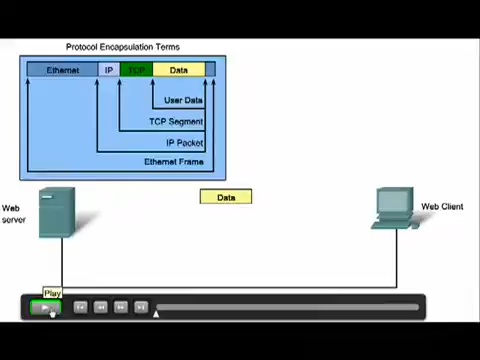 Protocol Encapsulation Terms
Ethernet IP TCP Data
User Data
TCP Segment
IP Packet
Ethernet Frame
Data
Web
server
Web Client
Play